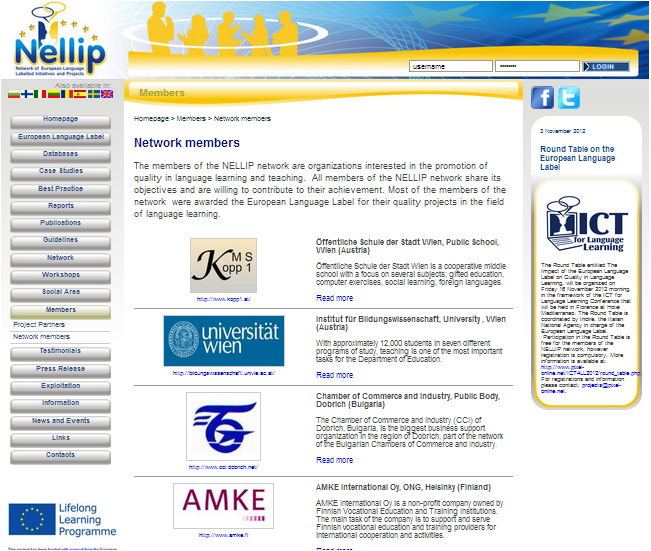 Nellip
Network of European Language
Labelled Initiatives and Projects
username
LOGIN
Also available in:
Homepage
European Language Label
Databases
Case Studies
Best Practice
Reports
Publications
Guidelines
Network
Workshops
Social Area
Members
Project Partners
Network members
Testimonials
Press Release
Exploitation
Information
News and Events
Links
Contacts
Lifelong
Learning
Programme
Members
Homepage > Members > Network members
Network members
The members of the NELLIP network are organizations interested in the promotion of
quality in language learning and teaching. All members of the NELLIP network share its
objectives and are willing to contribute to their achievement. Most of the members of the
network were awarded the European Language Label for their quality projects in the field
of language learning.
KMS
Kopp 1
http://www.kopp1.at/
Öffentliche Schule der Stadt Wien, Public School,
Wien (Austria)
Öffentliche Schule der Stadt Wien is a cooperative middle
school with a focus on several subjects: gifted education,
computer exercises, social learning, foreign languages.
Read more
universität
wien
http://bildungswissenschaft.univie.ac.at/
Institut für Bildungswissenschaft, University , Wien
(Austria)
With approximately 12,000 students in seven different
programs of study, teaching is one of the most important
tasks for the Department of Education.
Read more
http://www.cci.dobrich.net/
Chamber of Commerce and Industry, Public Body,
Dobrich (Bulgaria)
The Chamber of Commerce and Industry (CCI) of
Dobrich, Bulgaria, is the biggest business support
organization in the region of Dobrich, part of the network
of the Bulgarian Chambers of Commerce and Industry.
Read more
AMKE
http://www.amke.fi
AMKE International Oy, ONG, Helsinky (Finland)
AMKE International Oy is a non-profit company owned by
Finnish Vocational Education and Training Institutions.
The main task of the company is to support and serve
Finnish vocational education and training providers for
international cooperation and activities.
Read more
2 November 2012
Round Table on the
European Language
Label
ICT
for Language
Learning
The Round Table entitled The
Impact of the European Language
Label on Quality in Language
Learning, will be organized on
Friday 16 November 2012 morning,
in the framework of the ICT for
Language Learning Conference that
will be held in Florence at Hotel
Mediterraneo. The Round Table is
coordinated by Indire, the Italian
National Agency in charge of the
European Language Label.
Participation in the Round Table is
free for the members of the
NELLIP network, however
registration is compulsory. More
information is available at:
http://www.pixel-
online.net/ICT4LL2012/round_table.php
For registrations and information
please contact: projects@pixel-
online.net.